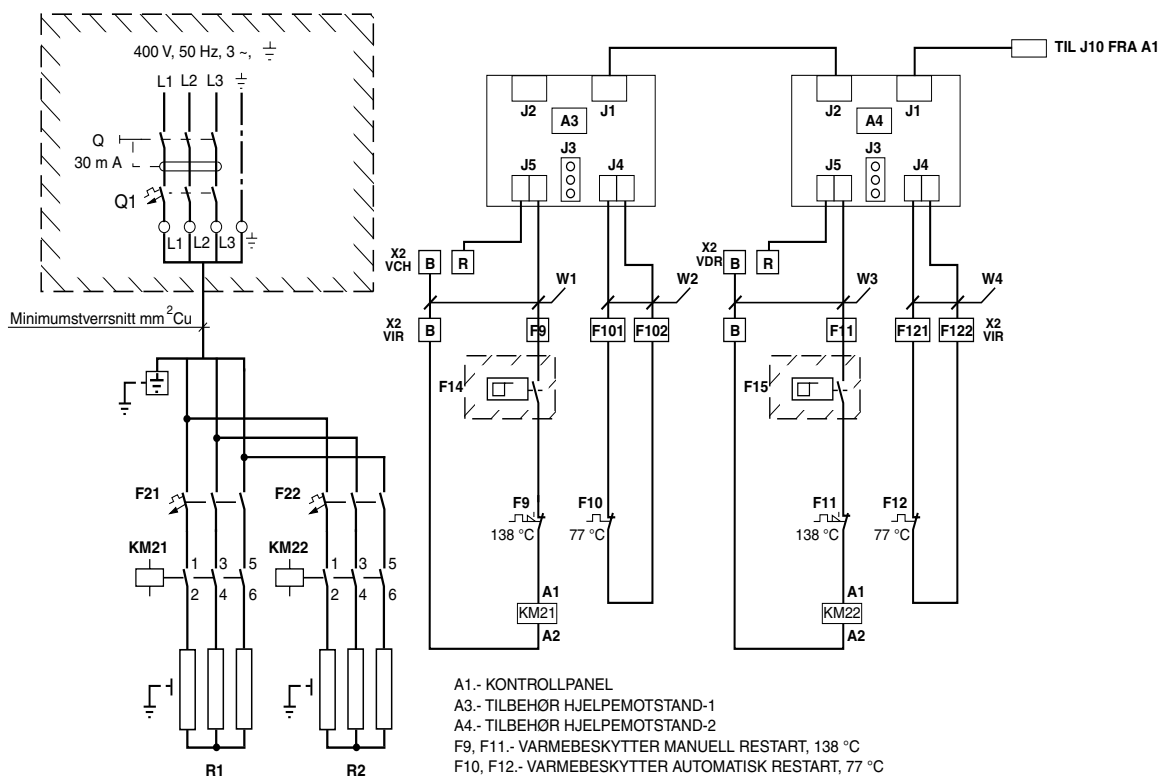 400 V, 50 Hz, 3 ~,
L1 L2 L3
Q
30 m A
Q1
L1 L2 L3
Minimumstverrsnitt mm²Cu
F21 F22
KM21 KM22
1 3 5 1 3 5
2 4 6 2 4 6
R1 R2
TIL J10 FRA A1
J2 J1 J2 J1
A3 A4
J3 J3
J5 J4 J5 J4
X2 VCH B R X2 VDR B R
W1 W2 W3 W4
X2 VIR B F9 F101 F102 B F11 F121 F122 X2 VIR
F14 F15
F9 F10 F11 F12
138 °C 77 °C 138 °C 77 °C
A1 A1
KM21 KM22
A2 A2
A1.- KONTROLLPANEL
A3.- TILBEHØR HJELPEMOTSTAND-1
A4.- TILBEHØR HJELPEMOTSTAND-2
F9, F11.- VARMEBESKYTTER MANUELL RESTART, 138 °C
F10, F12.- VARMEBESKYTTER AUTOMATISK RESTART, 77 °C